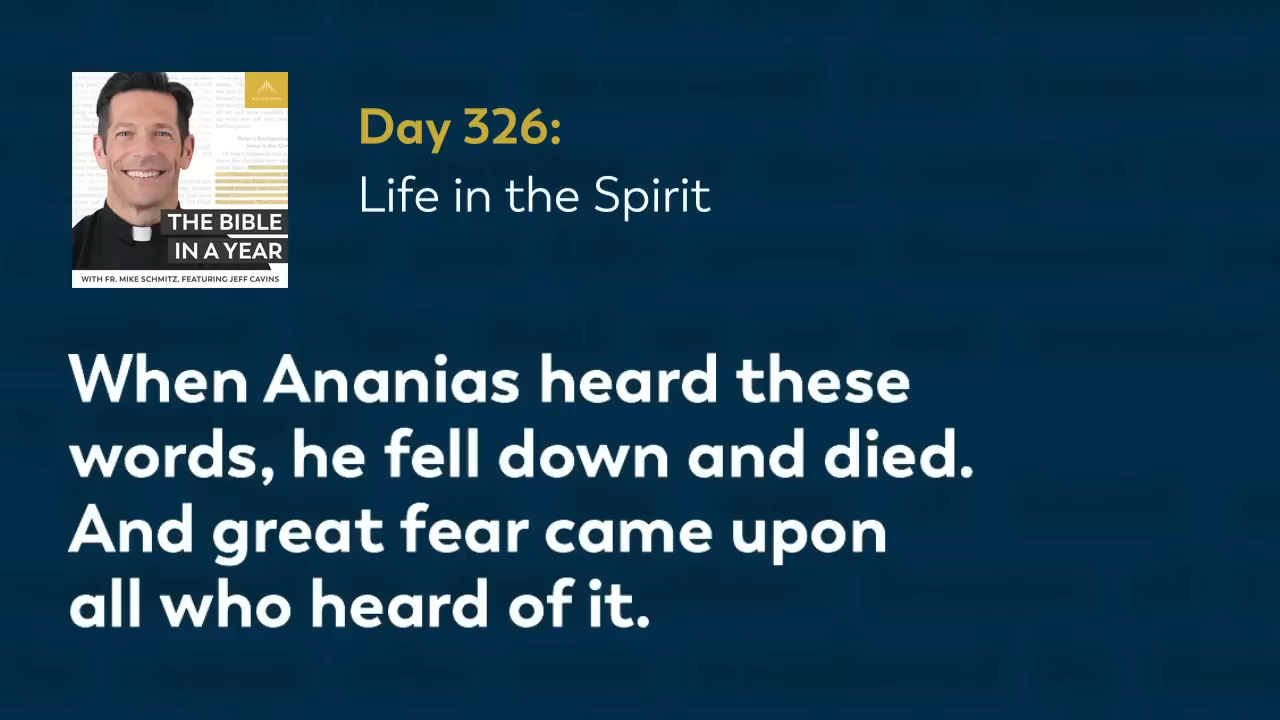 Day 326:
Life in the Spirit
THE BIBLE
IN A YEAR
WITH FR. MIKE SCHMITZ, FEATURING JEFF CAVINS
When Ananias heard these
words, he fell down and died.
And great fear came upon
all who heard of it.